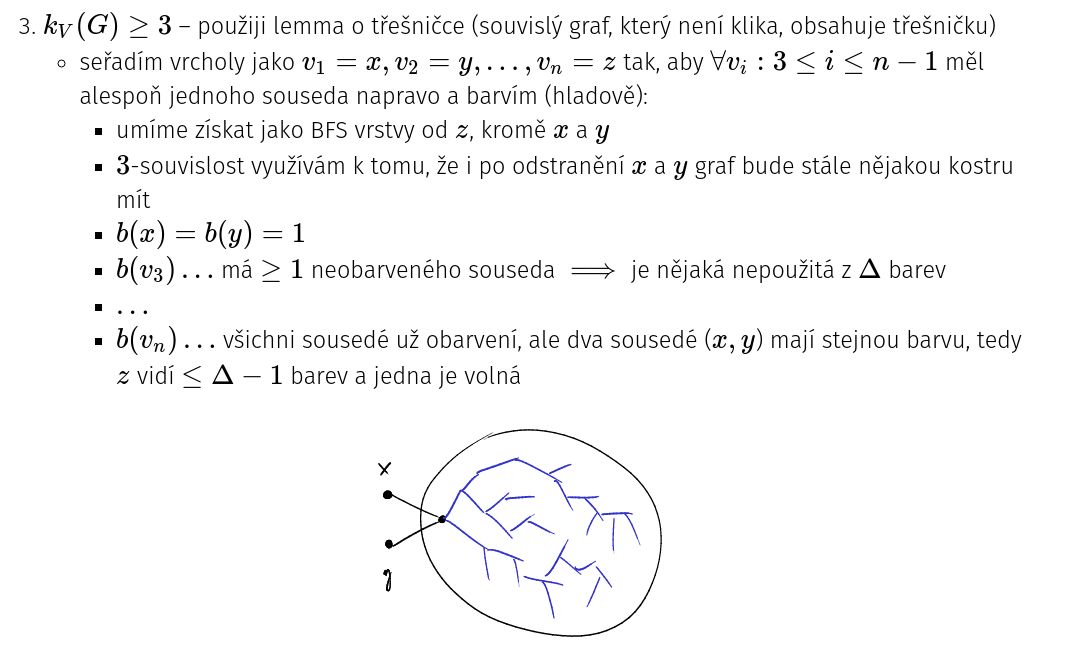 3. $k_V(G) \geq 3$ – použiji lemma o třešničce (souvislý graf, který není klika, obsahuje třešničku)
seřadím vrcholy jako $v_1 = x, v_2 = y, \ldots, v_n = z$ tak, aby $\forall v_i : 3 \leq i \leq n - 1$ měl
alespoň jednoho souseda napravo a barvím (hladově):
umíme získat jako BFS vrstvy od $z$, kromě $x$ a $y$
$3$-souvislost využívám k tomu, že i po odstranění $x$ a $y$ graf bude stále nějakou kostru
mít
$b(x) = b(y) = 1$
$b(v_3) \ldots$ má $\geq 1$ neobarveného souseda $\implies$ je nějaká nepoužitá z $\Delta$ barev
$\ldots$
$b(v_n) \ldots$ všichni sousedé už obarvení, ale dva sousedé ($x, y$) mají stejnou barvu, tedy
$z$ vidí $\leq \Delta - 1$ barev a jedna je volná
x
y